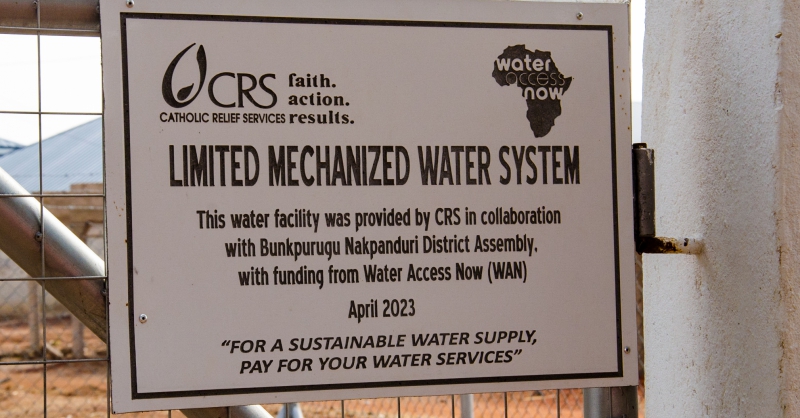 CRS faith.
action.
CATHOLIC RELIEF SERVICES results.
water
access
now
LIMITED MECHANIZED WATER SYSTEM
This water facility was provided by CRS in collaboration
with Bunkpurugu Nakpanduri District Assembly,
with funding from Water Access Now (WAN)
April 2023
“FOR A SUSTAINABLE WATER SUPPLY,
PAY FOR YOUR WATER SERVICES”